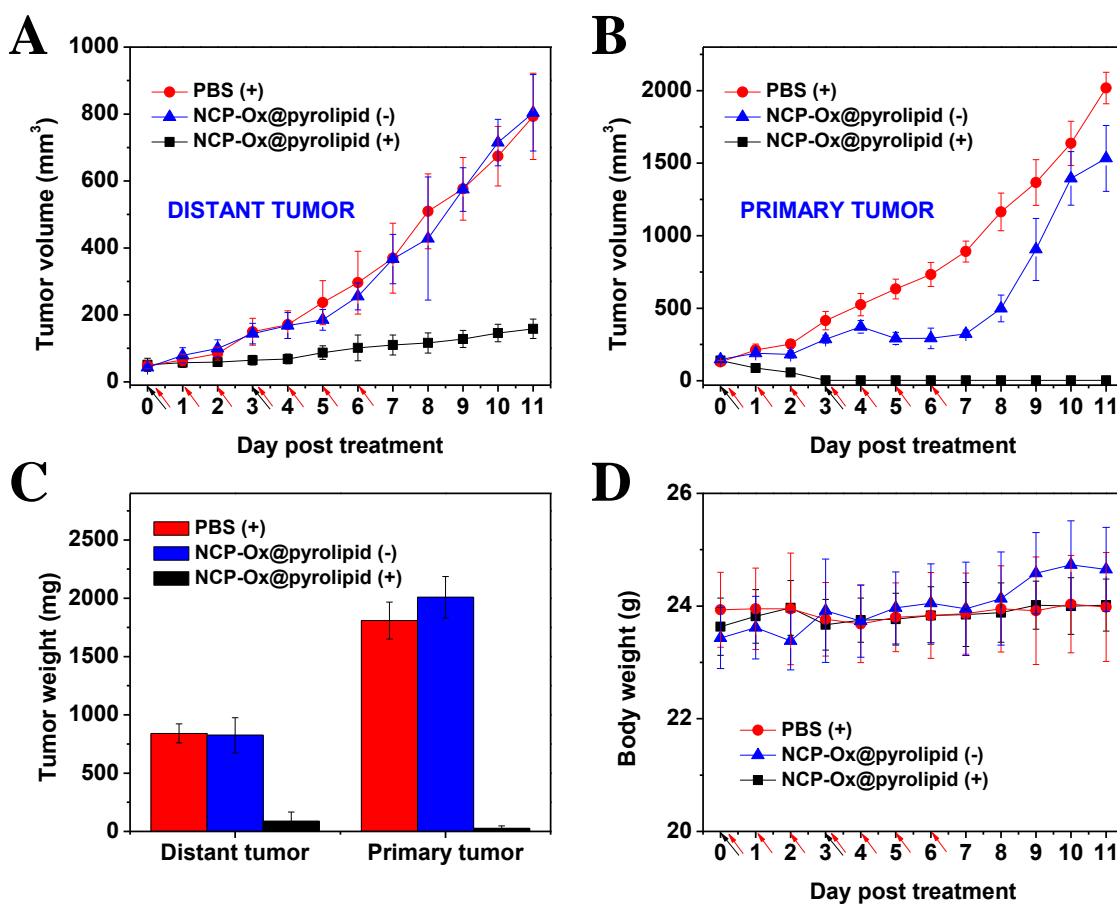 A
1000
800
600
400
200
0
Tumor volume (mm³)
PBS (+)
NCP-Ox@pyrolipid (-)
NCP-Ox@pyrolipid (+)
DISTANT TUMOR
0 1 2 3 4 5 6 7 8 9 10 11
Day post treatment
B
2000
1500
1000
500
0
Tumor volume (mm³)
PBS (+)
NCP-Ox@pyrolipid (-)
NCP-Ox@pyrolipid (+)
PRIMARY TUMOR
0 1 2 3 4 5 6 7 8 9 10 11
Day post treatment
C
2500
2000
1500
1000
500
0
Tumor weight (mg)
PBS (+)
NCP-Ox@pyrolipid (-)
NCP-Ox@pyrolipid (+)
Distant tumor Primary tumor
D
26
24
22
20
Body weight (g)
PBS (+)
NCP-Ox@pyrolipid (-)
NCP-Ox@pyrolipid (+)
0 1 2 3 4 5 6 7 8 9 10 11
Day post treatment